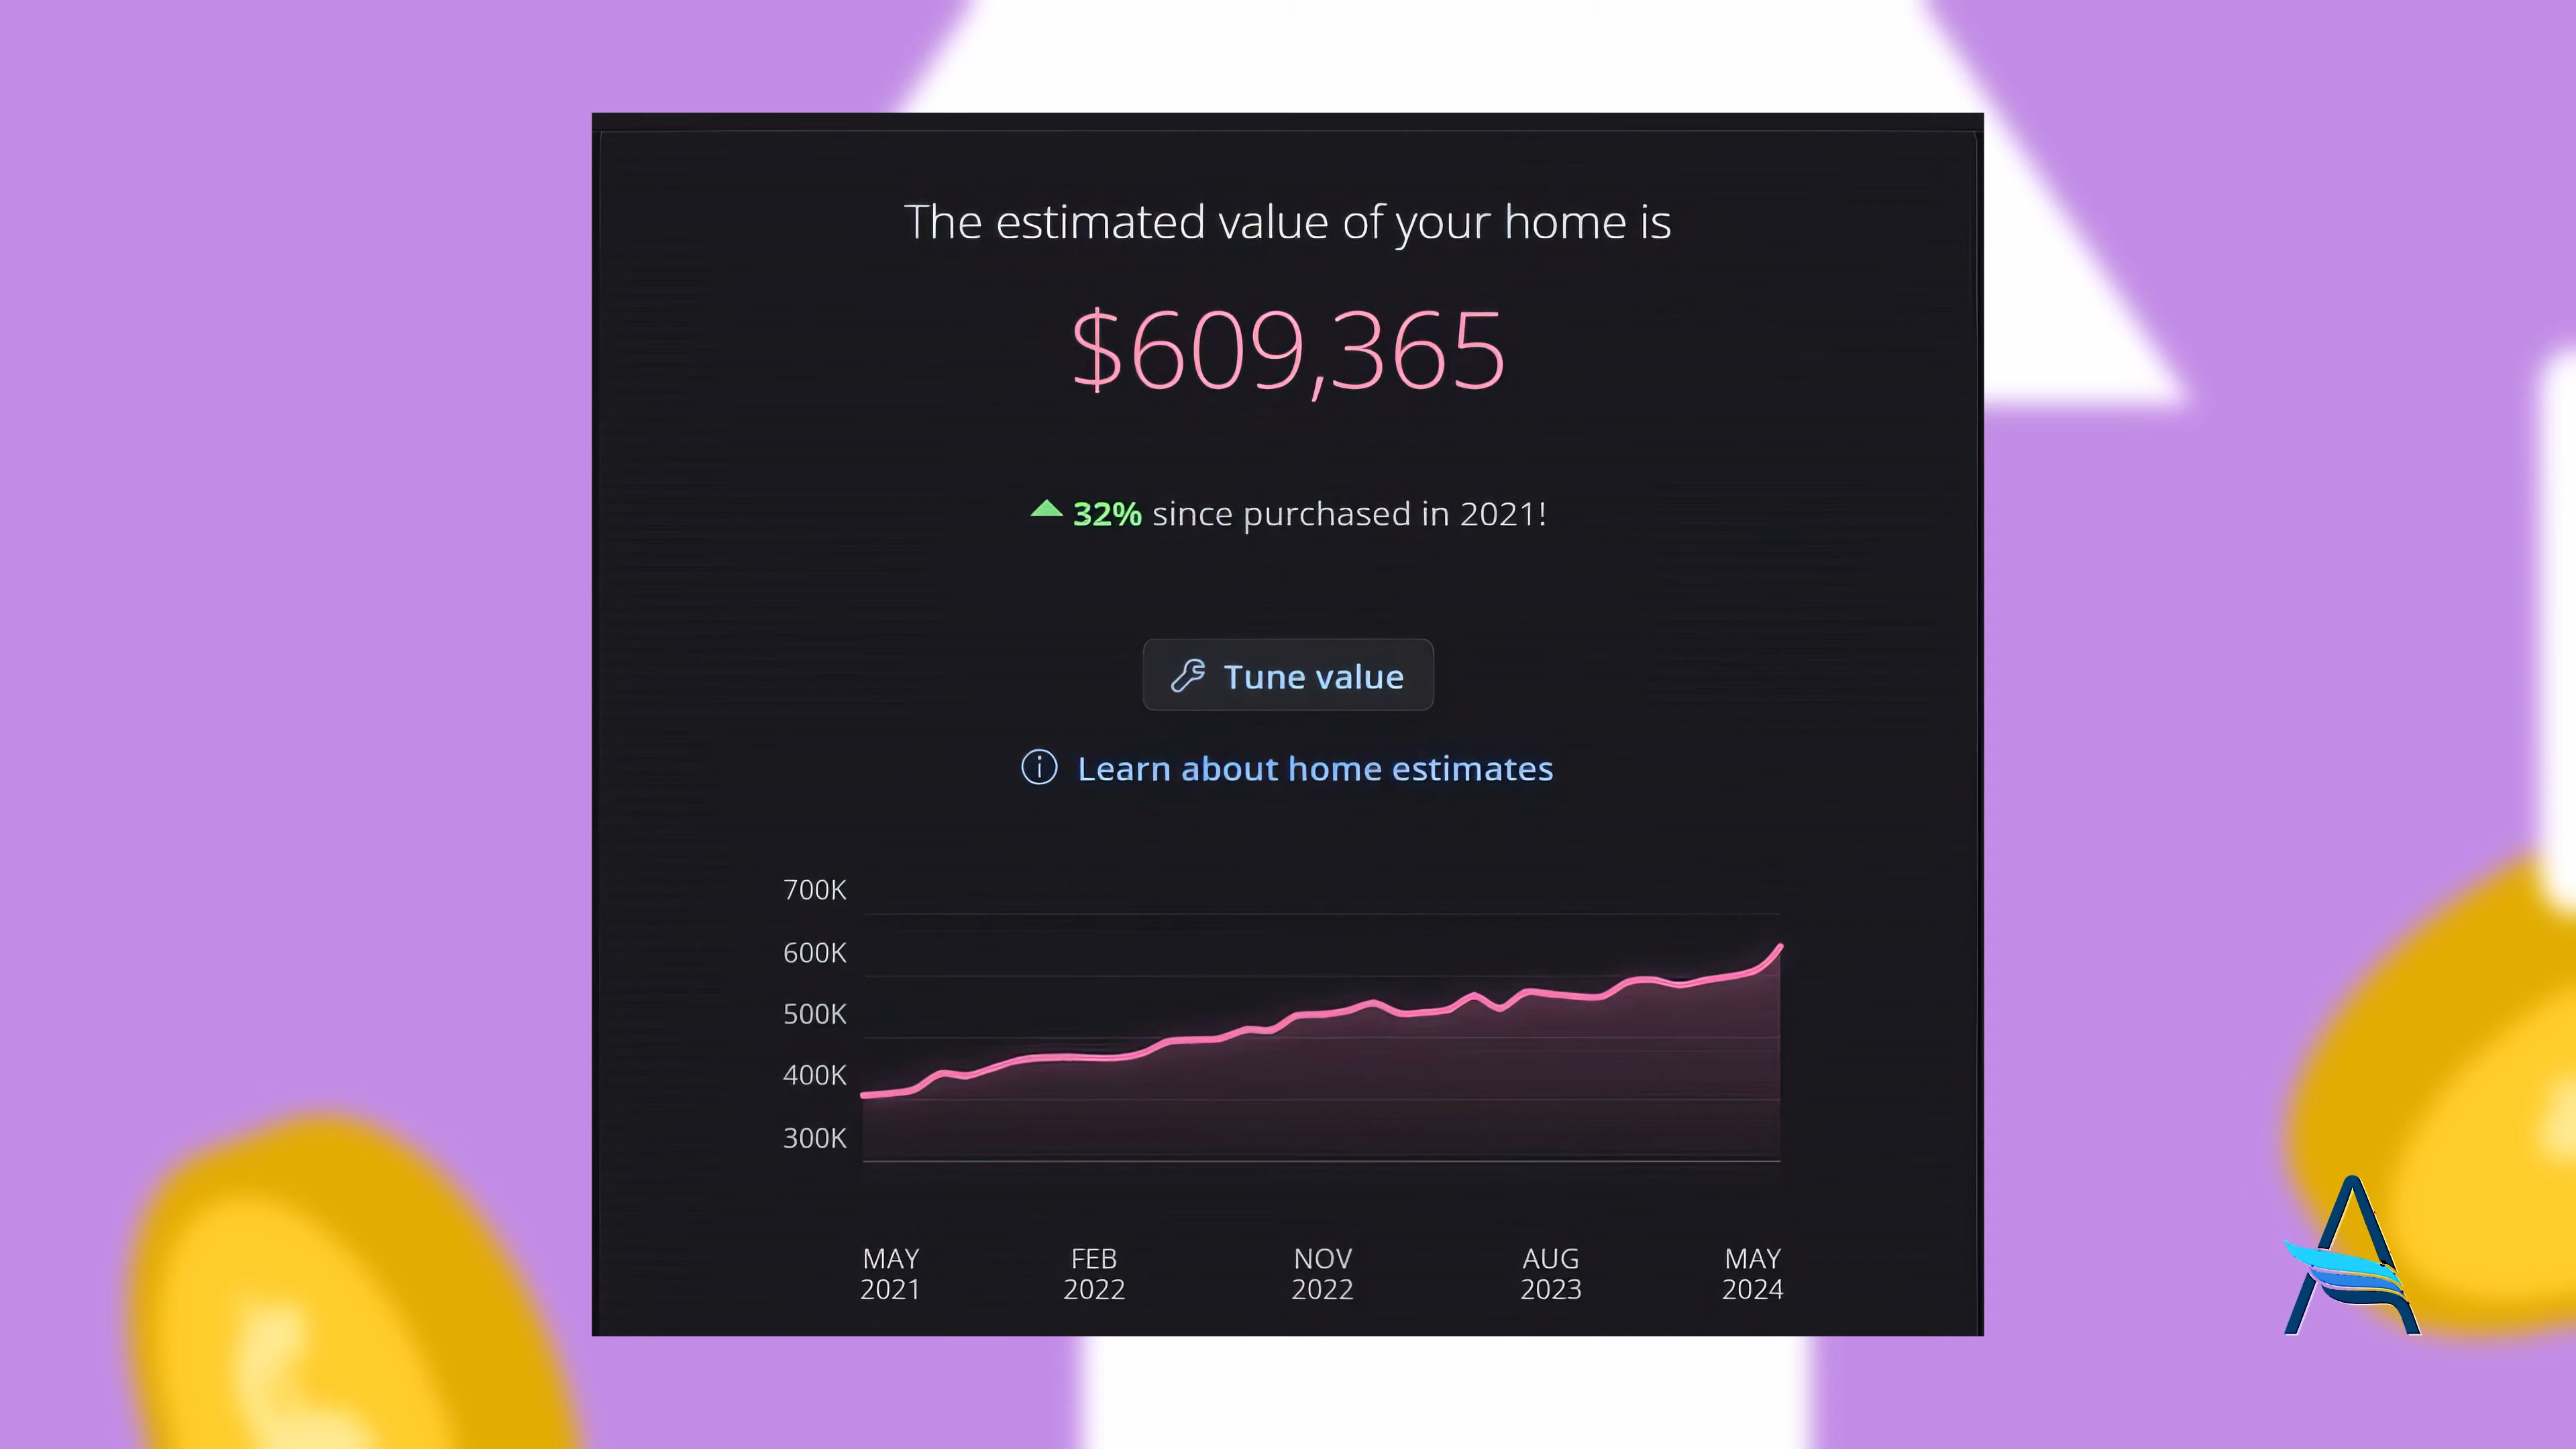 The estimated value of your home is
$609,365
32% since purchased in 2021!
Tune value
Learn about home estimates
700K
600K
500K
400K
300K
MAY 2021
FEB 2022
NOV 2022
AUG 2023
MAY 2024